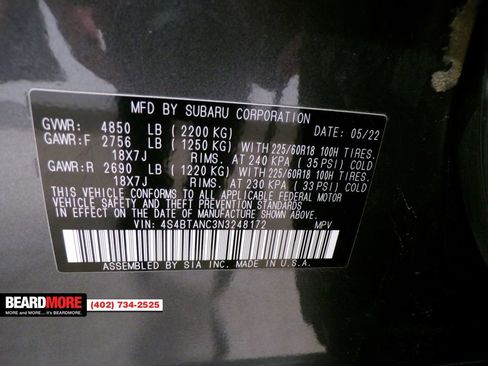 MFD BY SUBARU CORPORATION
GVWR: 4850 LB (2200 KG) DATE: 05/22
GAWR:F 2756 LB (1250 KG) WITH 225/60R18 100H TIRES.
18X7J RIMS. AT 240 KPA (35 PSI) COLD
GAWR:R 2690 LB (1220 KG) WITH 225/60R18 100H TIRES.
18X7J RIMS. AT 230 KPA (33 PSI) COLD
THIS VEHICLE CONFORMS TO ALL APPLICABLE FEDERAL MOTOR
VEHICLE SAFETY AND BUMPER STANDARDS IN EFFECT ON THE
DATE OF MANUFACTURE SHOWN ABOVE.
VIN: 4S4BTANC3N3248172 MPV
ASSEMBLED BY SIA INC. MADE IN U.S.A.
BEARDMORE (402) 734-2525
MORE and MORE... it's BEARDMORE.